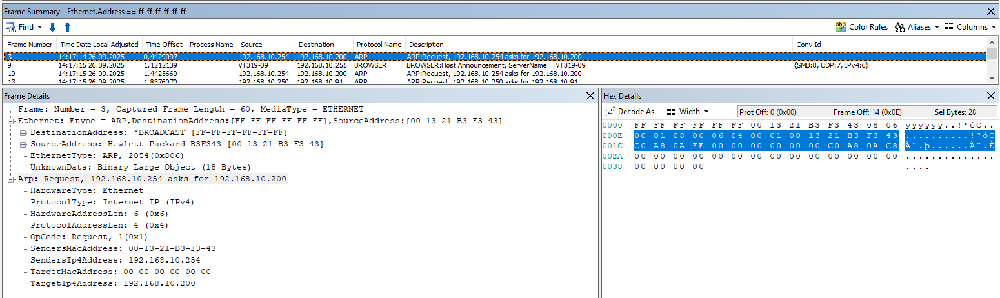 Frame Summary - Ethernet.Address == ff-ff-ff-ff-ff-ff
Find Color Rules Aliases Columns
Frame Number Time Date Local Adjusted Time Offset Process Name Source Destination Protocol Name Description Conv Id
3 14:17:14 26.09.2025 0.4429097 192.168.10.254 192.168.10.200 ARP ARP:Request, 192.168.10.254 asks for 192.168.10.200
9 14:17:15 26.09.2025 1.1212139 VT319-09 192.168.10.255 BROWSER BROWSER:Host Announcement, ServerName = VT319-09 {SMB:8, UDP:7, IPv4:6}
10 14:17:15 26.09.2025 1.4425660 192.168.10.254 192.168.10.200 ARP ARP:Request, 192.168.10.254 asks for 192.168.10.200
13 14:17:15 26.09.2025 1.8376070 192.168.10.250 192.168.10.91 ARP ARP:Request, 192.168.10.250 asks for 192.168.10.91
Frame Details
Frame: Number = 3, Captured Frame Length = 60, MediaType = ETHERNET
Ethernet: Etype = ARP,DestinationAddress:[FF-FF-FF-FF-FF-FF],SourceAddress:[00-13-21-B3-F3-43]
DestinationAddress: *BROADCAST [FF-FF-FF-FF-FF-FF]
SourceAddress: Hewlett Packard B3F343 [00-13-21-B3-F3-43]
EthernetType: ARP, 2054(0x806)
UnknownData: Binary Large Object (18 Bytes)
Arp: Request, 192.168.10.254 asks for 192.168.10.200
HardwareType: Ethernet
ProtocolType: Internet IP (IPv4)
HardwareAddressLen: 6 (0x6)
ProtocolAddressLen: 4 (0x4)
OpCode: Request, 1(0x1)
SendersMacAddress: 00-13-21-B3-F3-43
SendersIp4Address: 192.168.10.254
TargetMacAddress: 00-00-00-00-00-00
TargetIp4Address: 192.168.10.200
Hex Details
Decode As Width Prot Off: 0 (0x00) Frame Off: 14 (0x0E) Sel Bytes: 28
0000 FF FF FF FF FF FF 00 13 21 B3 F3 43 08 06 ÿÿÿÿÿÿ..!³óC..
000E 00 01 08 00 06 04 00 01 00 13 21 B3 F3 43 ..........!³óC
001C C0 A8 0A FE 00 00 00 00 00 00 C0 A8 0A C8 À¨.þ......À¨.È
002A 00 00 00 00 00 00 00 00 00 00 00 00 00 00 ..............
0038 00 00 00 00 ....